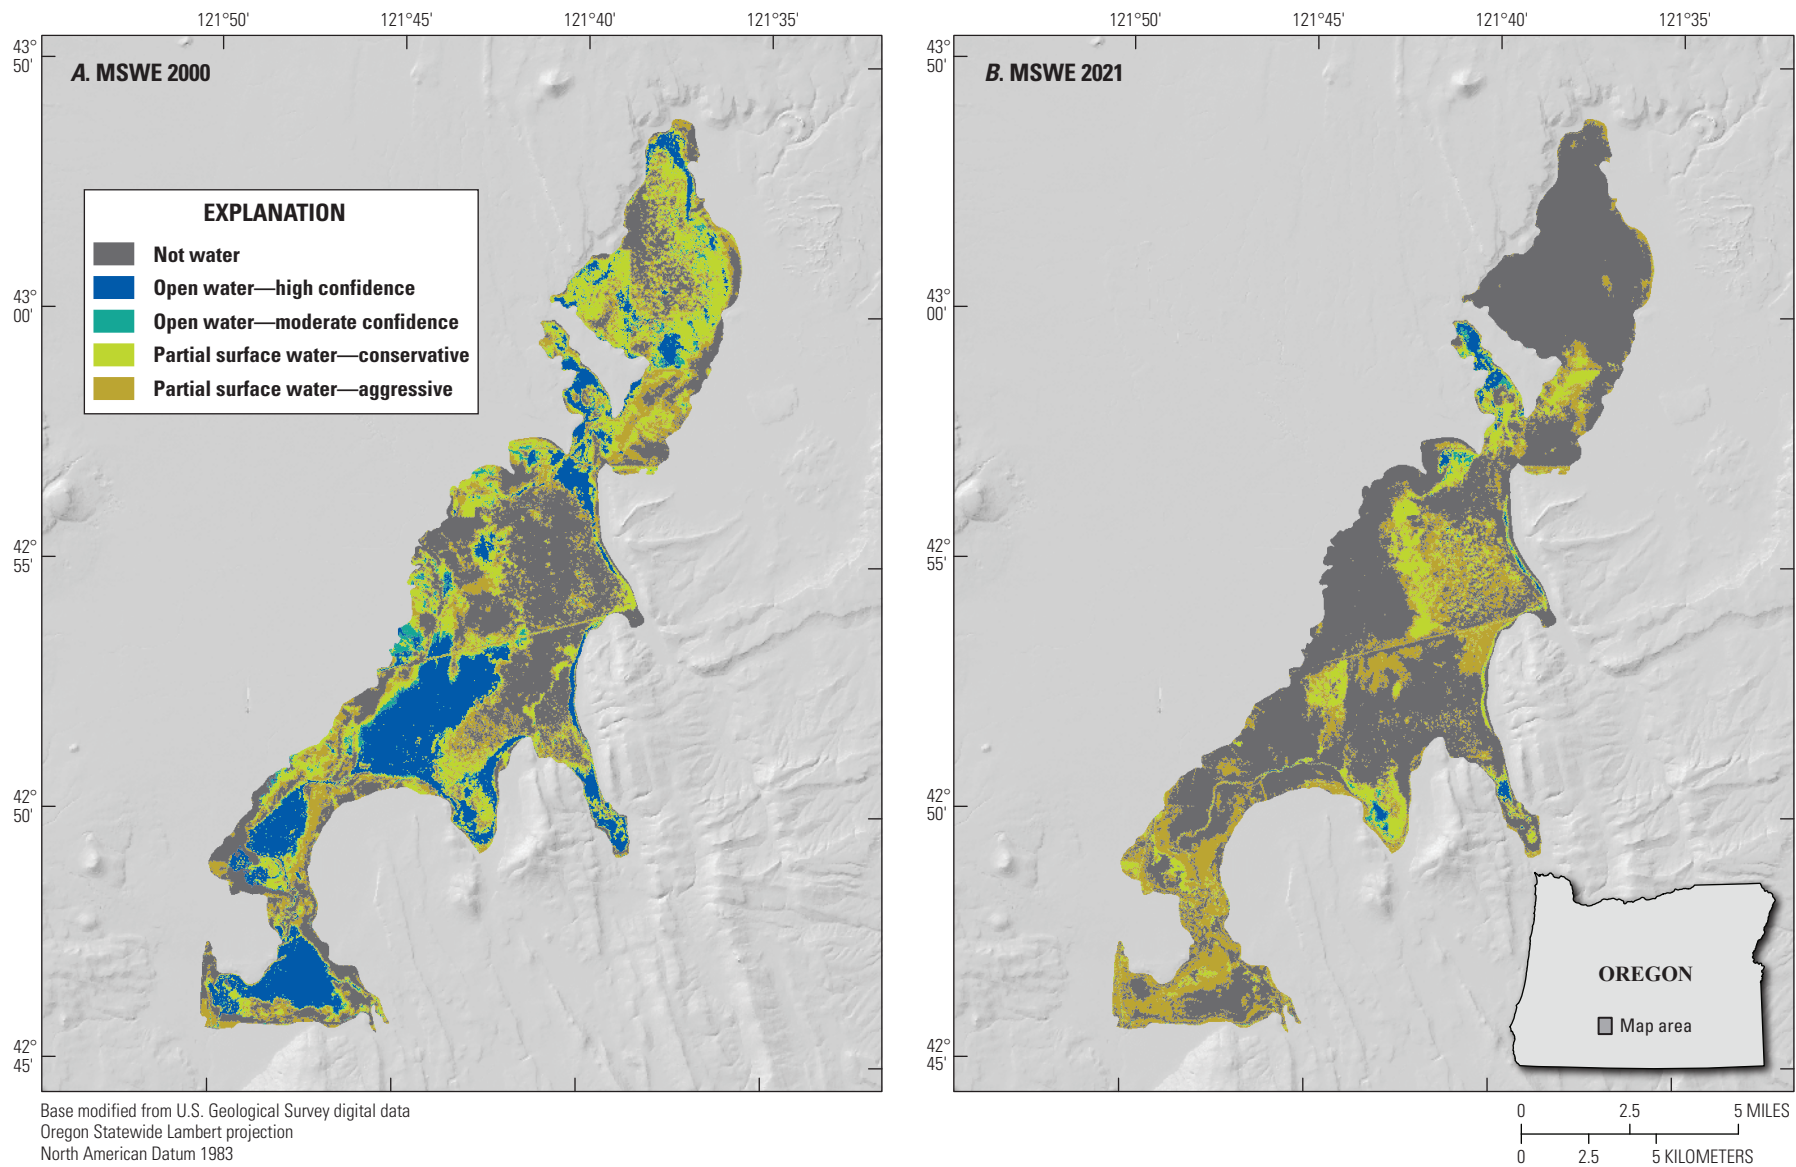 121°50'
121°45'
121°40'
121°35'
121°50'
121°45'
121°40'
121°35'
43°
50'
A. MSWE 2000
43°
50'
B. MSWE 2021
EXPLANATION
Not water
Open water—high confidence
Open water—moderate confidence
Partial surface water—conservative
Partial surface water—aggressive
43°
00'
43°
00'
42°
55'
42°
55'
42°
50'
42°
50'
42°
45'
42°
45'
OREGON
Map area
Base modified from U.S. Geological Survey digital data
Oregon Statewide Lambert projection
North American Datum 1983
0 2.5 5 MILES
0 2.5 5 KILOMETERS